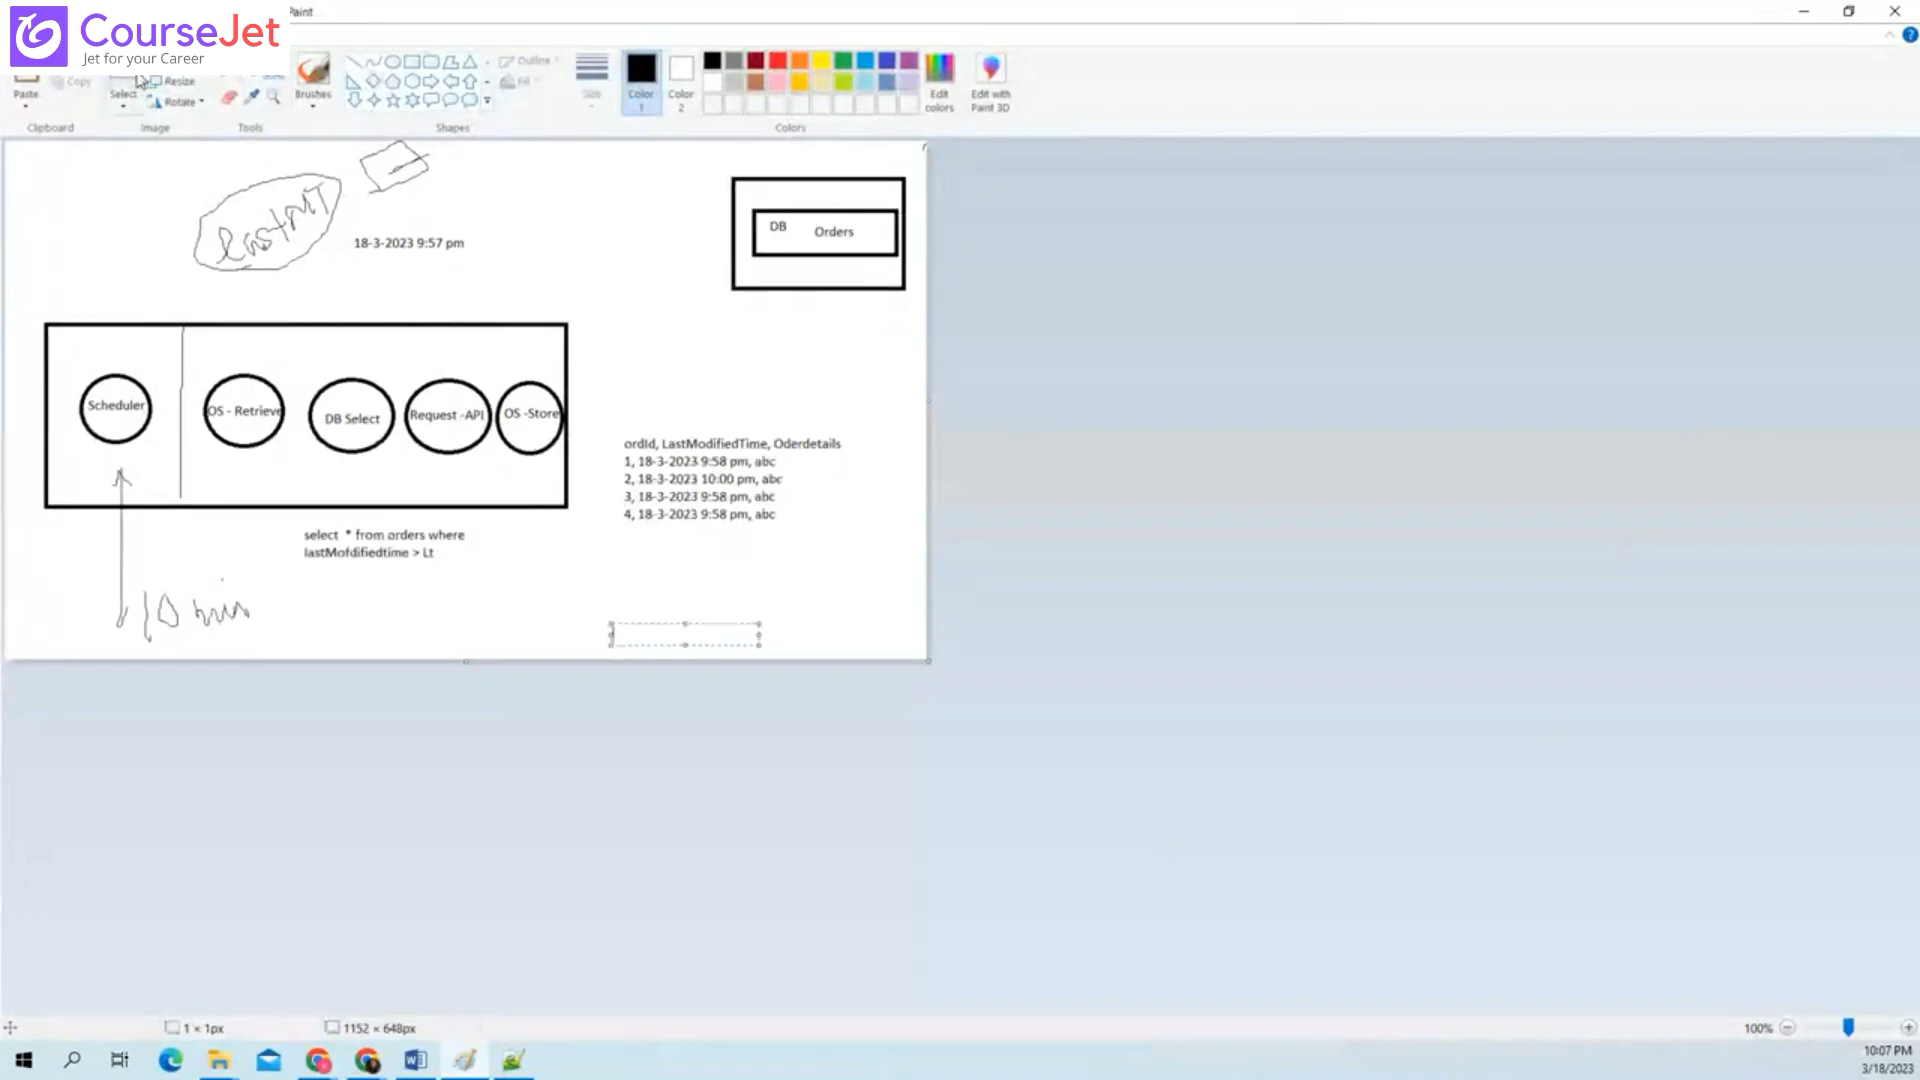 CourseJet
Jet for your Career
Paint
Paste
Copy
Select
Resize
Rotate
Brushes
Outline
Fill
Size
Color
1
Color
2
Edit
colors
Edit with
Paint 3D
Clipboard
Image
Tools
Shapes
Colors
lastMT
18-3-2023 9:57 pm
DB
Orders
Scheduler
OS - Retrieve
DB Select
Request -API
OS -Store
ordId, LastModifiedTime, Oderdetails
1, 18-3-2023 9:58 pm, abc
2, 18-3-2023 10:00 pm, abc
3, 18-3-2023 9:58 pm, abc
4, 18-3-2023 9:58 pm, abc
select * from orders where
lastMofdifiedtime > Lt
10 min
1 × 1px
1152 × 648px
100%
10:07 PM
3/18/2023